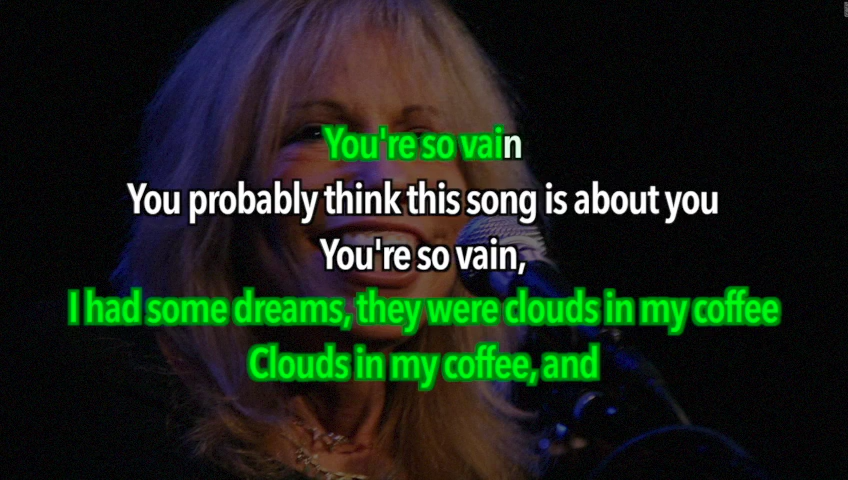 You're so vain
You probably think this song is about you
You're so vain,
I had some dreams, they were clouds in my coffee
Clouds in my coffee, and